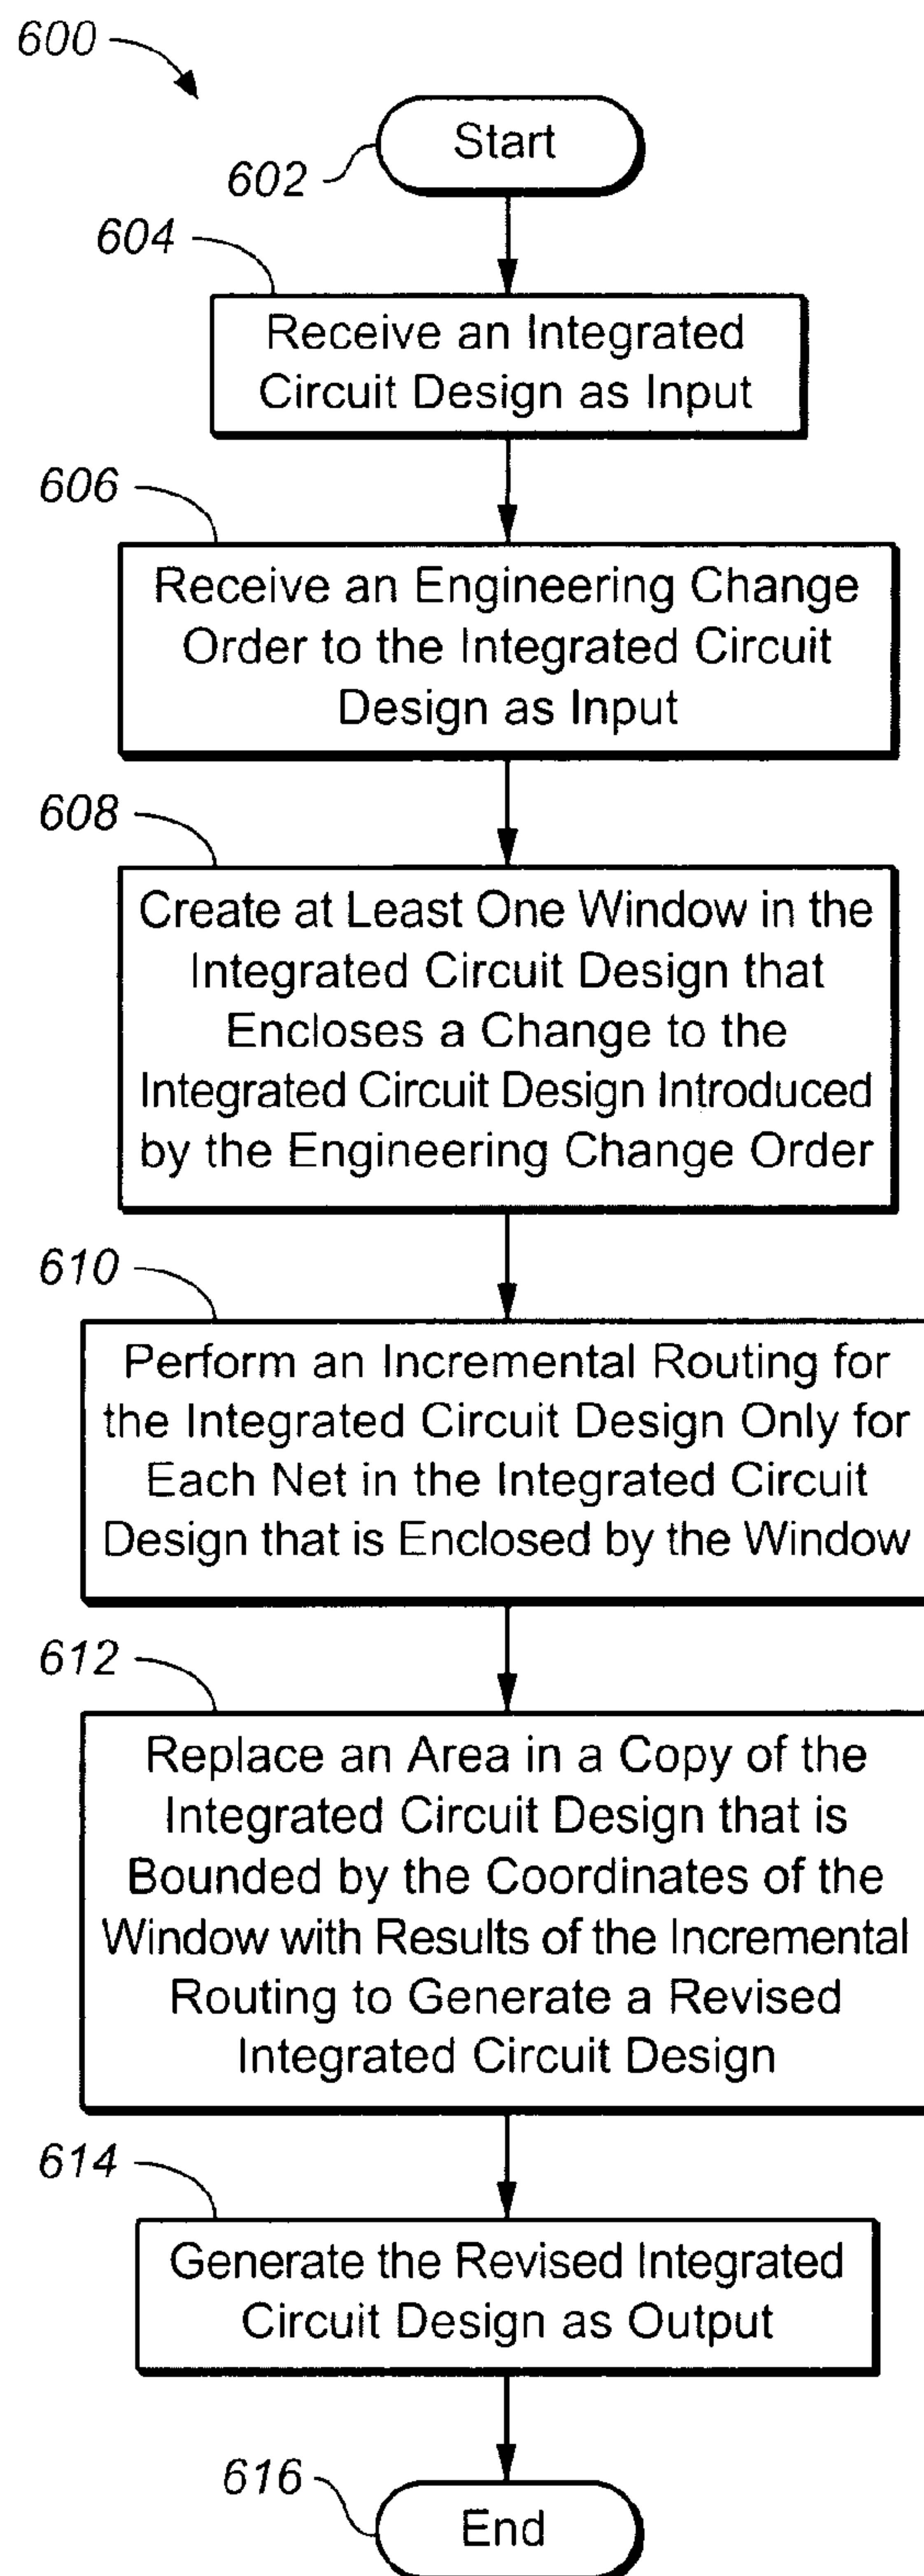 600
Start
602
604
Receive an Integrated
Circuit Design as Input
606
Receive an Engineering Change
Order to the Integrated Circuit
Design as Input
608
Create at Least One Window in the
Integrated Circuit Design that
Encloses a Change to the
Integrated Circuit Design Introduced
by the Engineering Change Order
610
Perform an Incremental Routing for
the Integrated Circuit Design Only for
Each Net in the Integrated Circuit
Design that is Enclosed by the Window
612
Replace an Area in a Copy of the
Integrated Circuit Design that is
Bounded by the Coordinates of the
Window with Results of the Incremental
Routing to Generate a Revised
Integrated Circuit Design
614
Generate the Revised Integrated
Circuit Design as Output
616
End